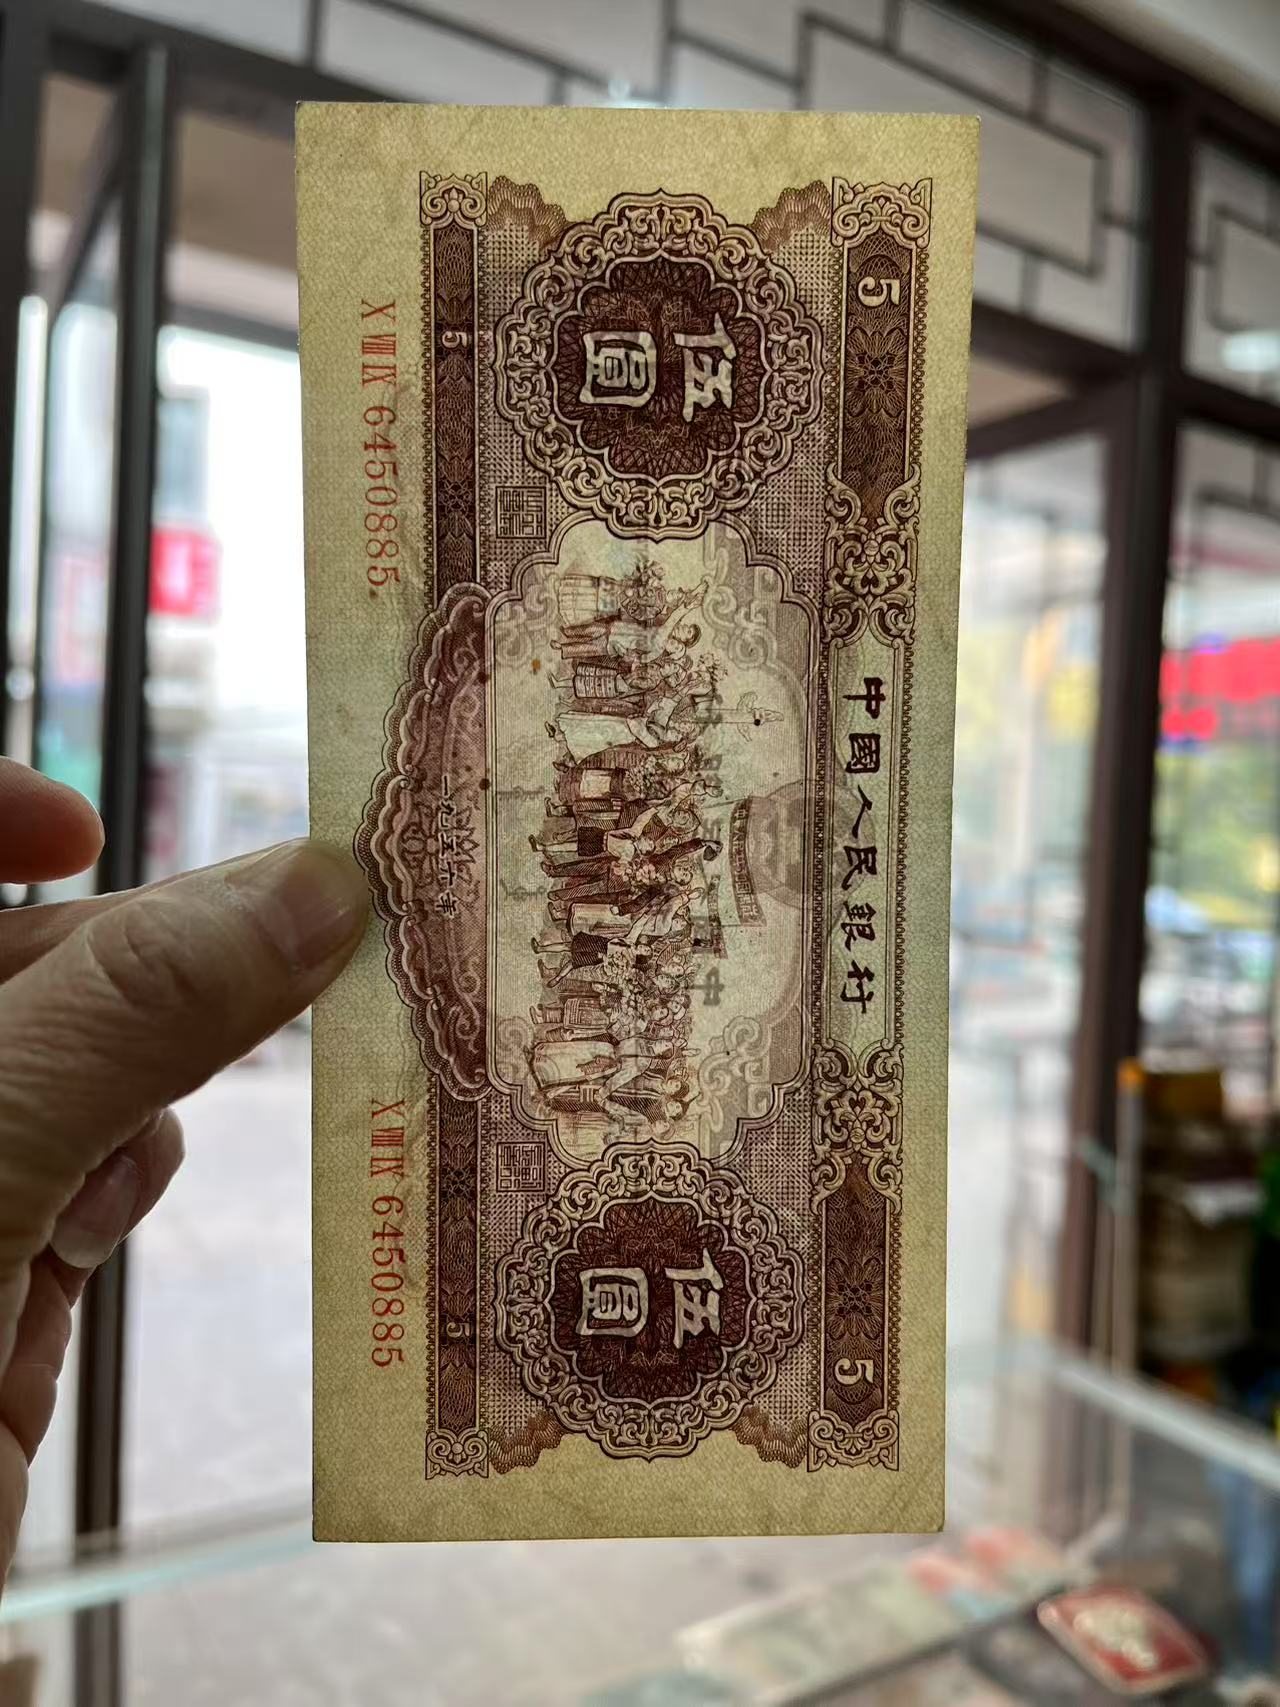 5 中國人民銀行 5
伍 伍
圓 圓
5 一九五六年 5
X VIII IX 6450885. X VIII IX 6450885